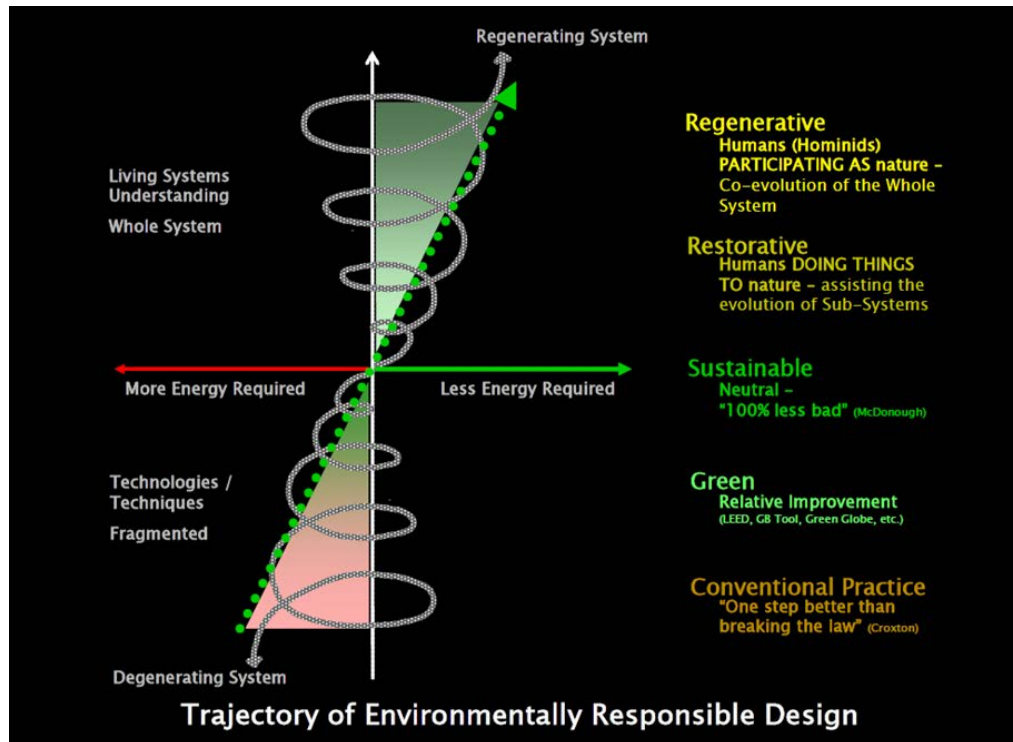 Regenerating System
Living Systems
Understanding
Whole System
More Energy Required
Less Energy Required
Technologies /
Techniques
Fragmented
Degenerating System
Regenerative
Humans (Hominids)
PARTICIPATING AS nature –
Co-evolution of the Whole
System
Restorative
Humans DOING THINGS
TO nature – assisting the
evolution of Sub-Systems
Sustainable
Neutral –
“100% less bad” (McDonough)
Green
Relative Improvement
(LEED, GB Tool, Green Globe, etc.)
Conventional Practice
“One step better than
breaking the law” (Croxton)
Trajectory of Environmentally Responsible Design